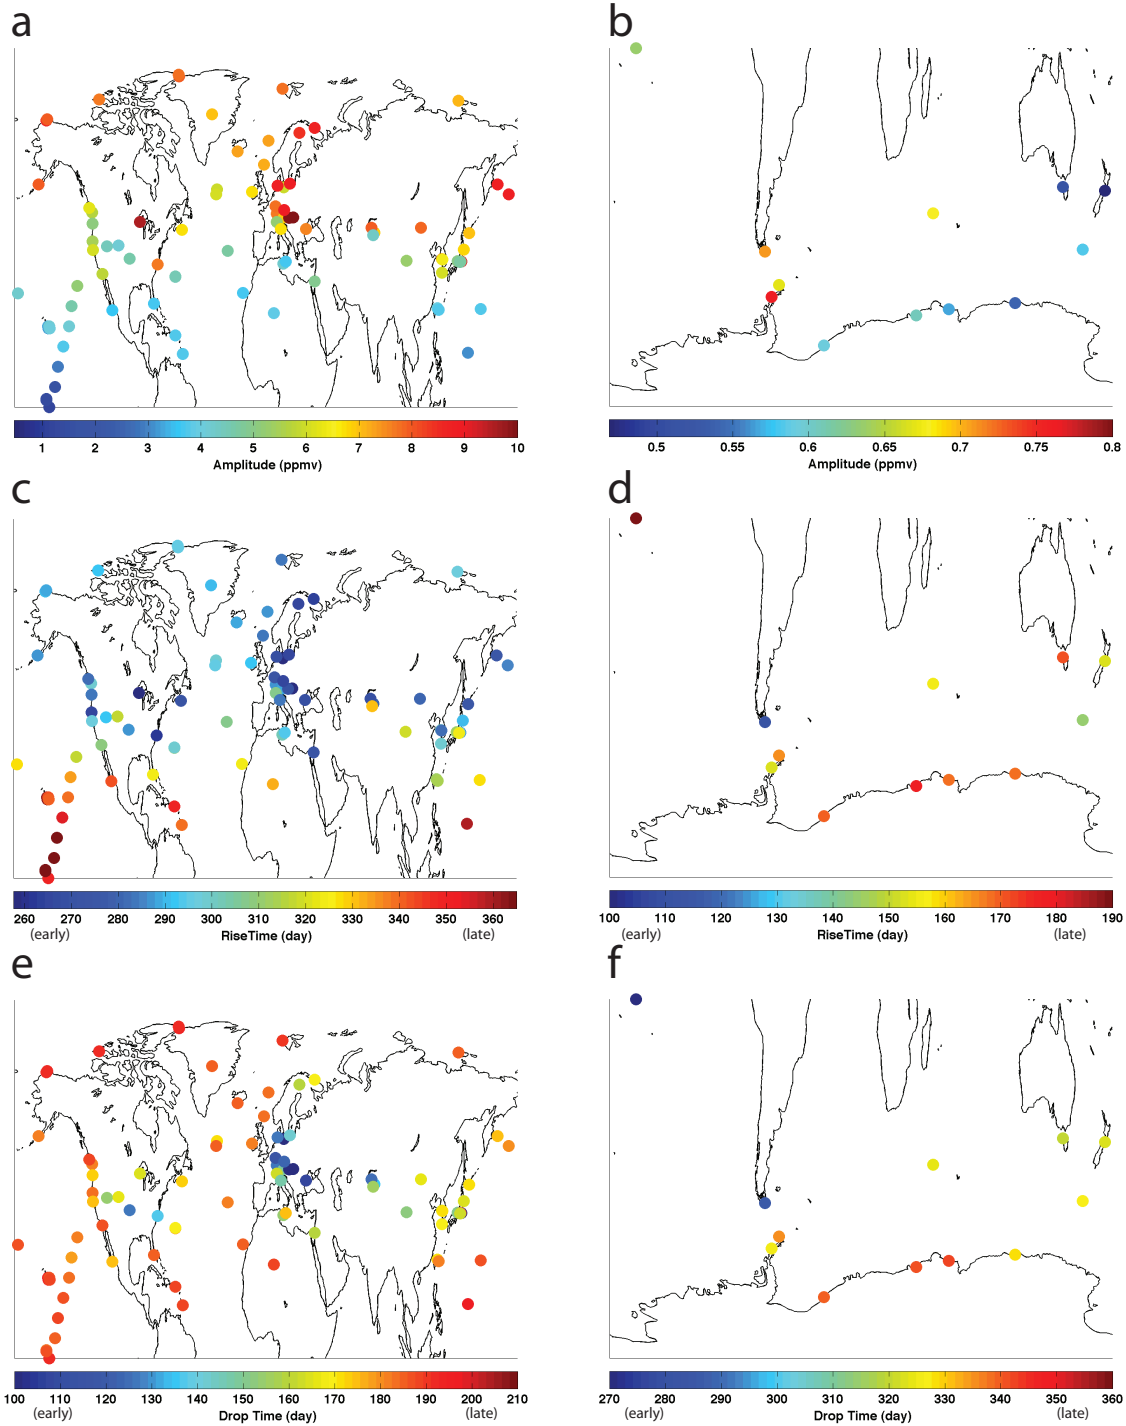 a
b
1 2 3 4 5 6 7 8 9 10
Amplitude (ppmv)
0.5 0.55 0.6 0.65 0.7 0.75 0.8
Amplitude (ppmv)
c
d
260 270 280 290 300 310 320 330 340 350 360
(early) RiseTime (day) (late)
100 110 120 130 140 150 160 170 180 190
(early) RiseTime (day) (late)
e
f
100 110 120 130 140 150 160 170 180 190 200 210
(early) Drop Time (day) (late)
270 280 290 300 310 320 330 340 350 360
(early) Drop Time (day) (late)